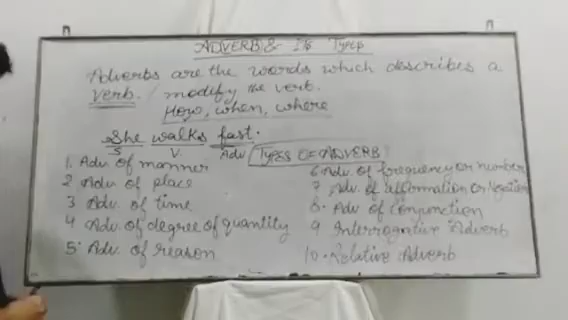 ADVERB & Its Types
Adverbs are the words which describes a
verb. / modify the verb.
How, when, where
She walks fast.
S V Adv
TYPES OF ADVERB
1. Adv. of manner
2 Adv. of place
3 Adv. of time
4 Adv. of degree of quantity
5. Adv. of reason
6 Adv. of frequency or number
7 Adv. of affirmation or Negation
8. Adv of conjunction
9 Interrogative Adverb
10. Relative Adverb